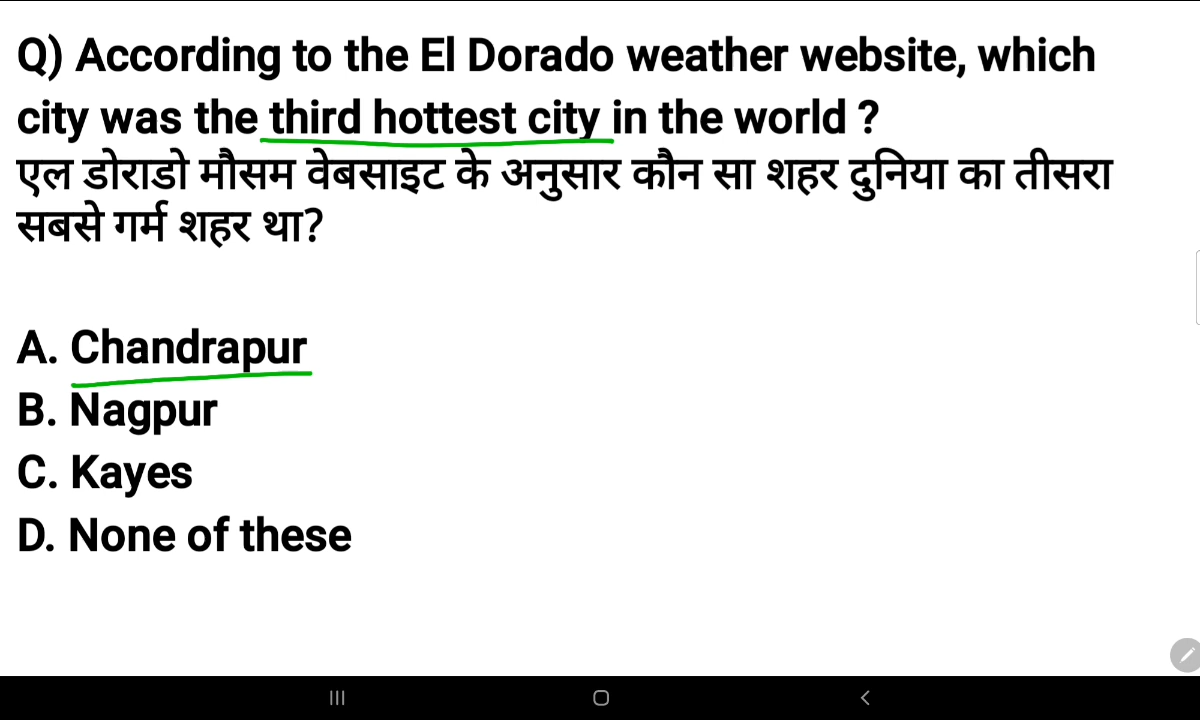 Q) According to the El Dorado weather website, which
city was the third hottest city in the world ?
एल डोराडो मौसम वेबसाइट के अनुसार कौन सा शहर दुनिया का तीसरा
सबसे गर्म शहर था?
A. Chandrapur
B. Nagpur
C. Kayes
D. None of these